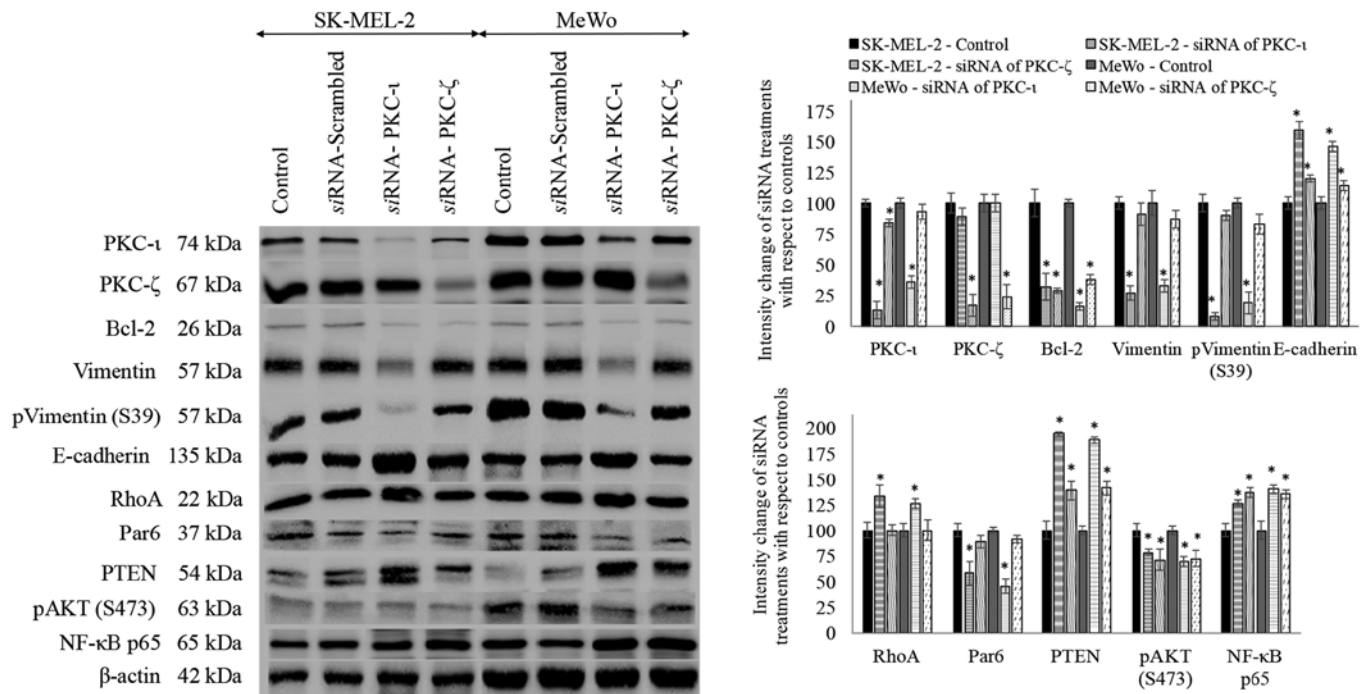 SK-MEL-2 MeWo
Control
siRNA-Scrambled
siRNA- PKC-ι
siRNA- PKC-ζ
Control
siRNA-Scrambled
siRNA- PKC-ι
siRNA- PKC-ζ
PKC-ι 74 kDa
PKC-ζ 67 kDa
Bcl-2 26 kDa
Vimentin 57 kDa
pVimentin (S39) 57 kDa
E-cadherin 135 kDa
RhoA 22 kDa
Par6 37 kDa
PTEN 54 kDa
pAKT (S473) 63 kDa
NF-κB p65 65 kDa
β-actin 42 kDa
SK-MEL-2 - Control SK-MEL-2 - siRNA of PKC-ι
SK-MEL-2 - siRNA of PKC-ζ MeWo - Control
MeWo - siRNA of PKC-ι MeWo - siRNA of PKC-ζ
Intensity change of siRNA treatments
with respect to controls
175
150
125
100
75
50
25
0
* * * * * * * * * * * * * * * * * *
PKC-ι PKC-ζ Bcl-2 Vimentin pVimentin E-cadherin
(S39)
Intensity change of siRNA
treatments with respect to controls
200
175
150
125
100
75
50
25
0
* * * * * * * * * * * * * * * *
RhoA Par6 PTEN pAKT NF-κB
(S473) p65